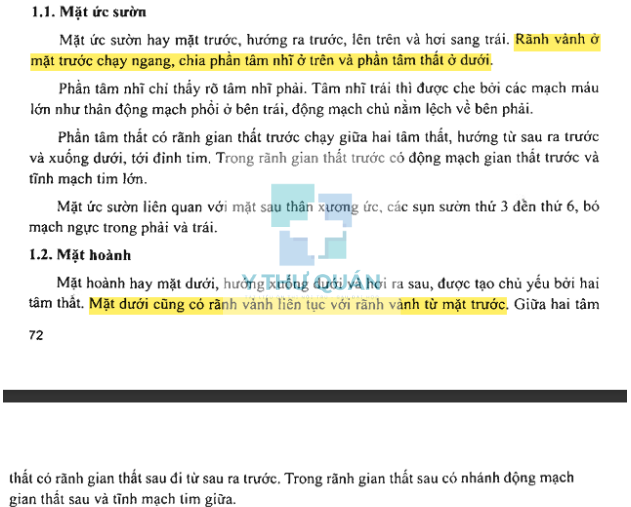 1.1. Mặt ức sườn
Mặt ức sườn hay mặt trước, hướng ra trước, lên trên và hơi sang trái. Rãnh vành ở
mặt trước chạy ngang, chia phần tâm nhĩ ở trên và phần tâm thất ở dưới.
Phần tâm nhĩ chỉ thấy rõ tâm nhĩ phải. Tâm nhĩ trái thì được che bởi các mạch máu
lớn như thân động mạch phổi ở bên trái, động mạch chủ nằm lệch về bên phải.
Phần tâm thất có rãnh gian thất trước chạy giữa hai tâm thất, hướng từ sau ra trước
và xuống dưới, tới đỉnh tim. Trong rãnh gian thất trước có động mạch gian thất trước và
tĩnh mạch tim lớn.
Mặt ức sườn liên quan với mặt sau thân xương ức, các sụn sườn thứ 3 đến thứ 6, bó
mạch ngực trong phải và trái.
1.2. Mặt hoành
Y THƯ QUÁN
Mặt hoành hay mặt dưới, hướng xuống dưới và hơi ra sau, được tạo chủ yếu bởi hai
tâm thất. Mặt dưới cũng có rãnh vành liên tục với rãnh vành từ mặt trước. Giữa hai tâm
72
thất có rãnh gian thất sau đi từ sau ra trước. Trong rãnh gian thất sau có nhánh động mạch
gian thất sau và tĩnh mạch tim giữa.